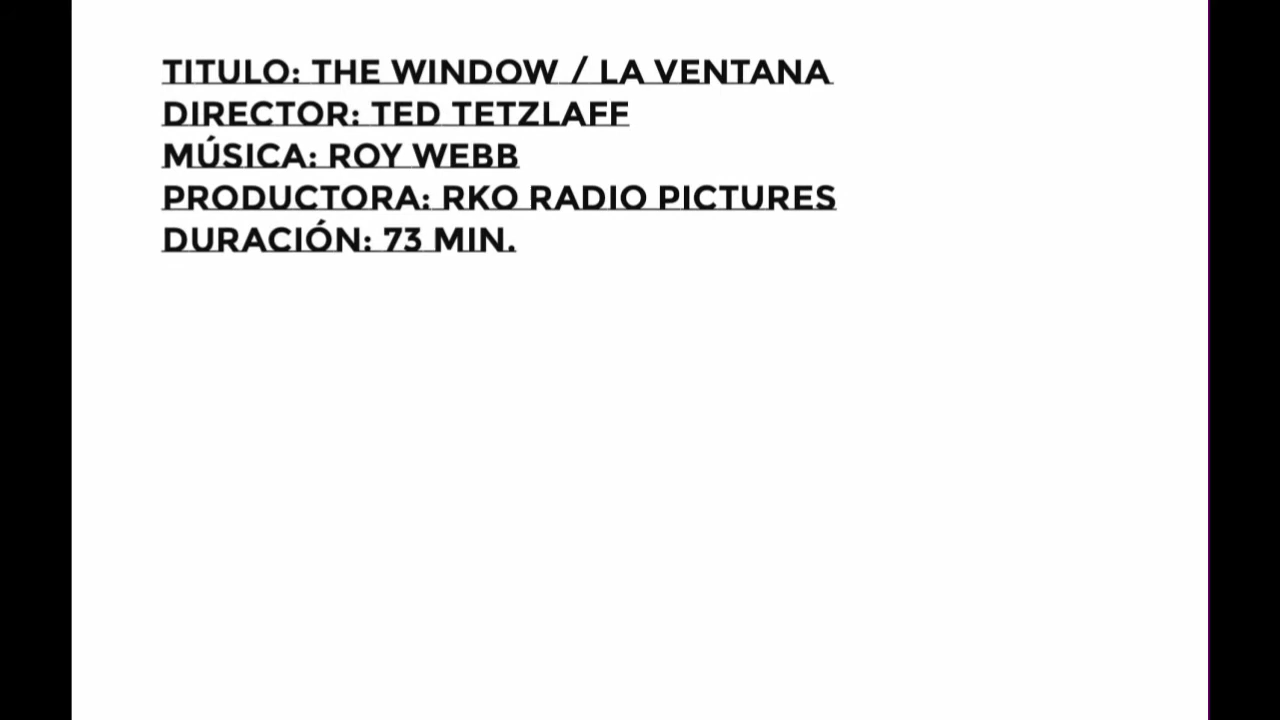 TITULO: THE WINDOW / LA VENTANA
DIRECTOR: TED TETZLAFF
MÚSICA: ROY WEBB
PRODUCTORA: RKO RADIO PICTURES
DURACIÓN: 73 MIN.